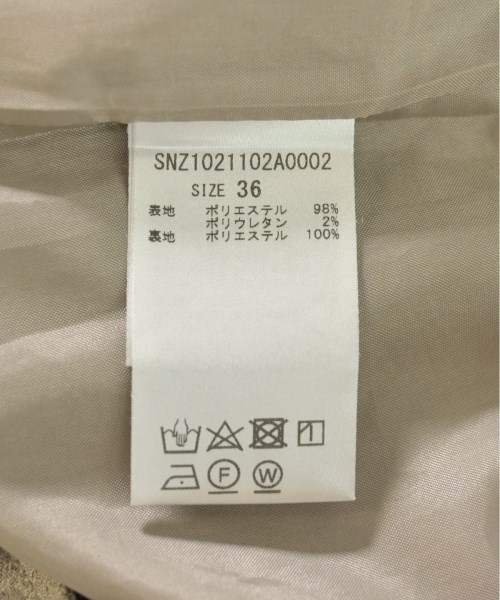 SNZ1021102A0002
SIZE 36
表地 ポリエステル 98%
ポリウレタン 2%
裏地 ポリエステル 100%
F W